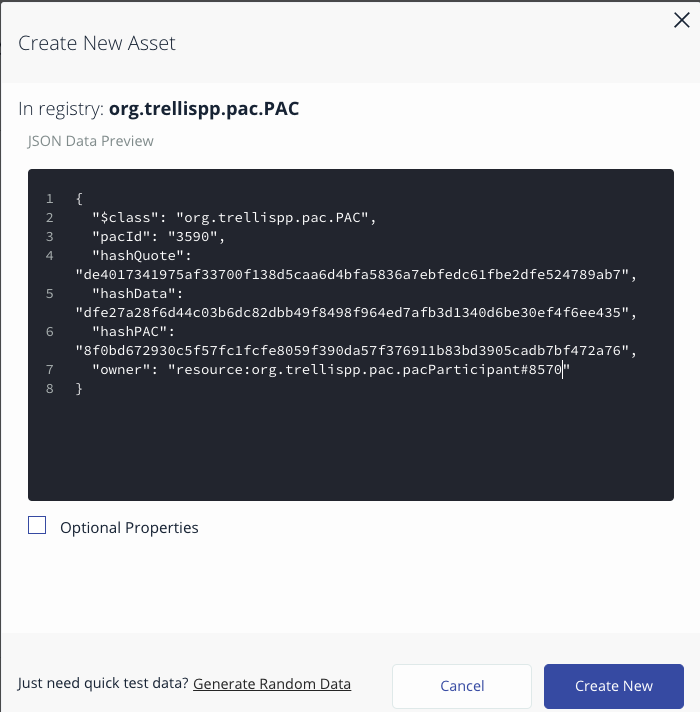 Create New Asset
In registry: org.trellispp.pac.PAC
JSON Data Preview
1 {
2 "$class": "org.trellispp.pac.PAC",
3 "pacId": "3590",
4 "hashQuote":
"de4017341975af33700f138d5caa6d4bfa5836a7ebfedc61fbe2dfe524789ab7",
5 "hashData":
"dfe27a28f6d44c03b6dc82dbb49f8498f964ed7afb3d1340d6be30ef4f6ee435",
6 "hashPAC":
"8f0bd672930c5f57fc1fcfe8059f390da57f376911b83bd3905cadb7bf472a76",
7 "owner": "resource:org.trellispp.pac.pacParticipant#8570"
8 }
Optional Properties
Just need quick test data? Generate Random Data
Cancel
Create New